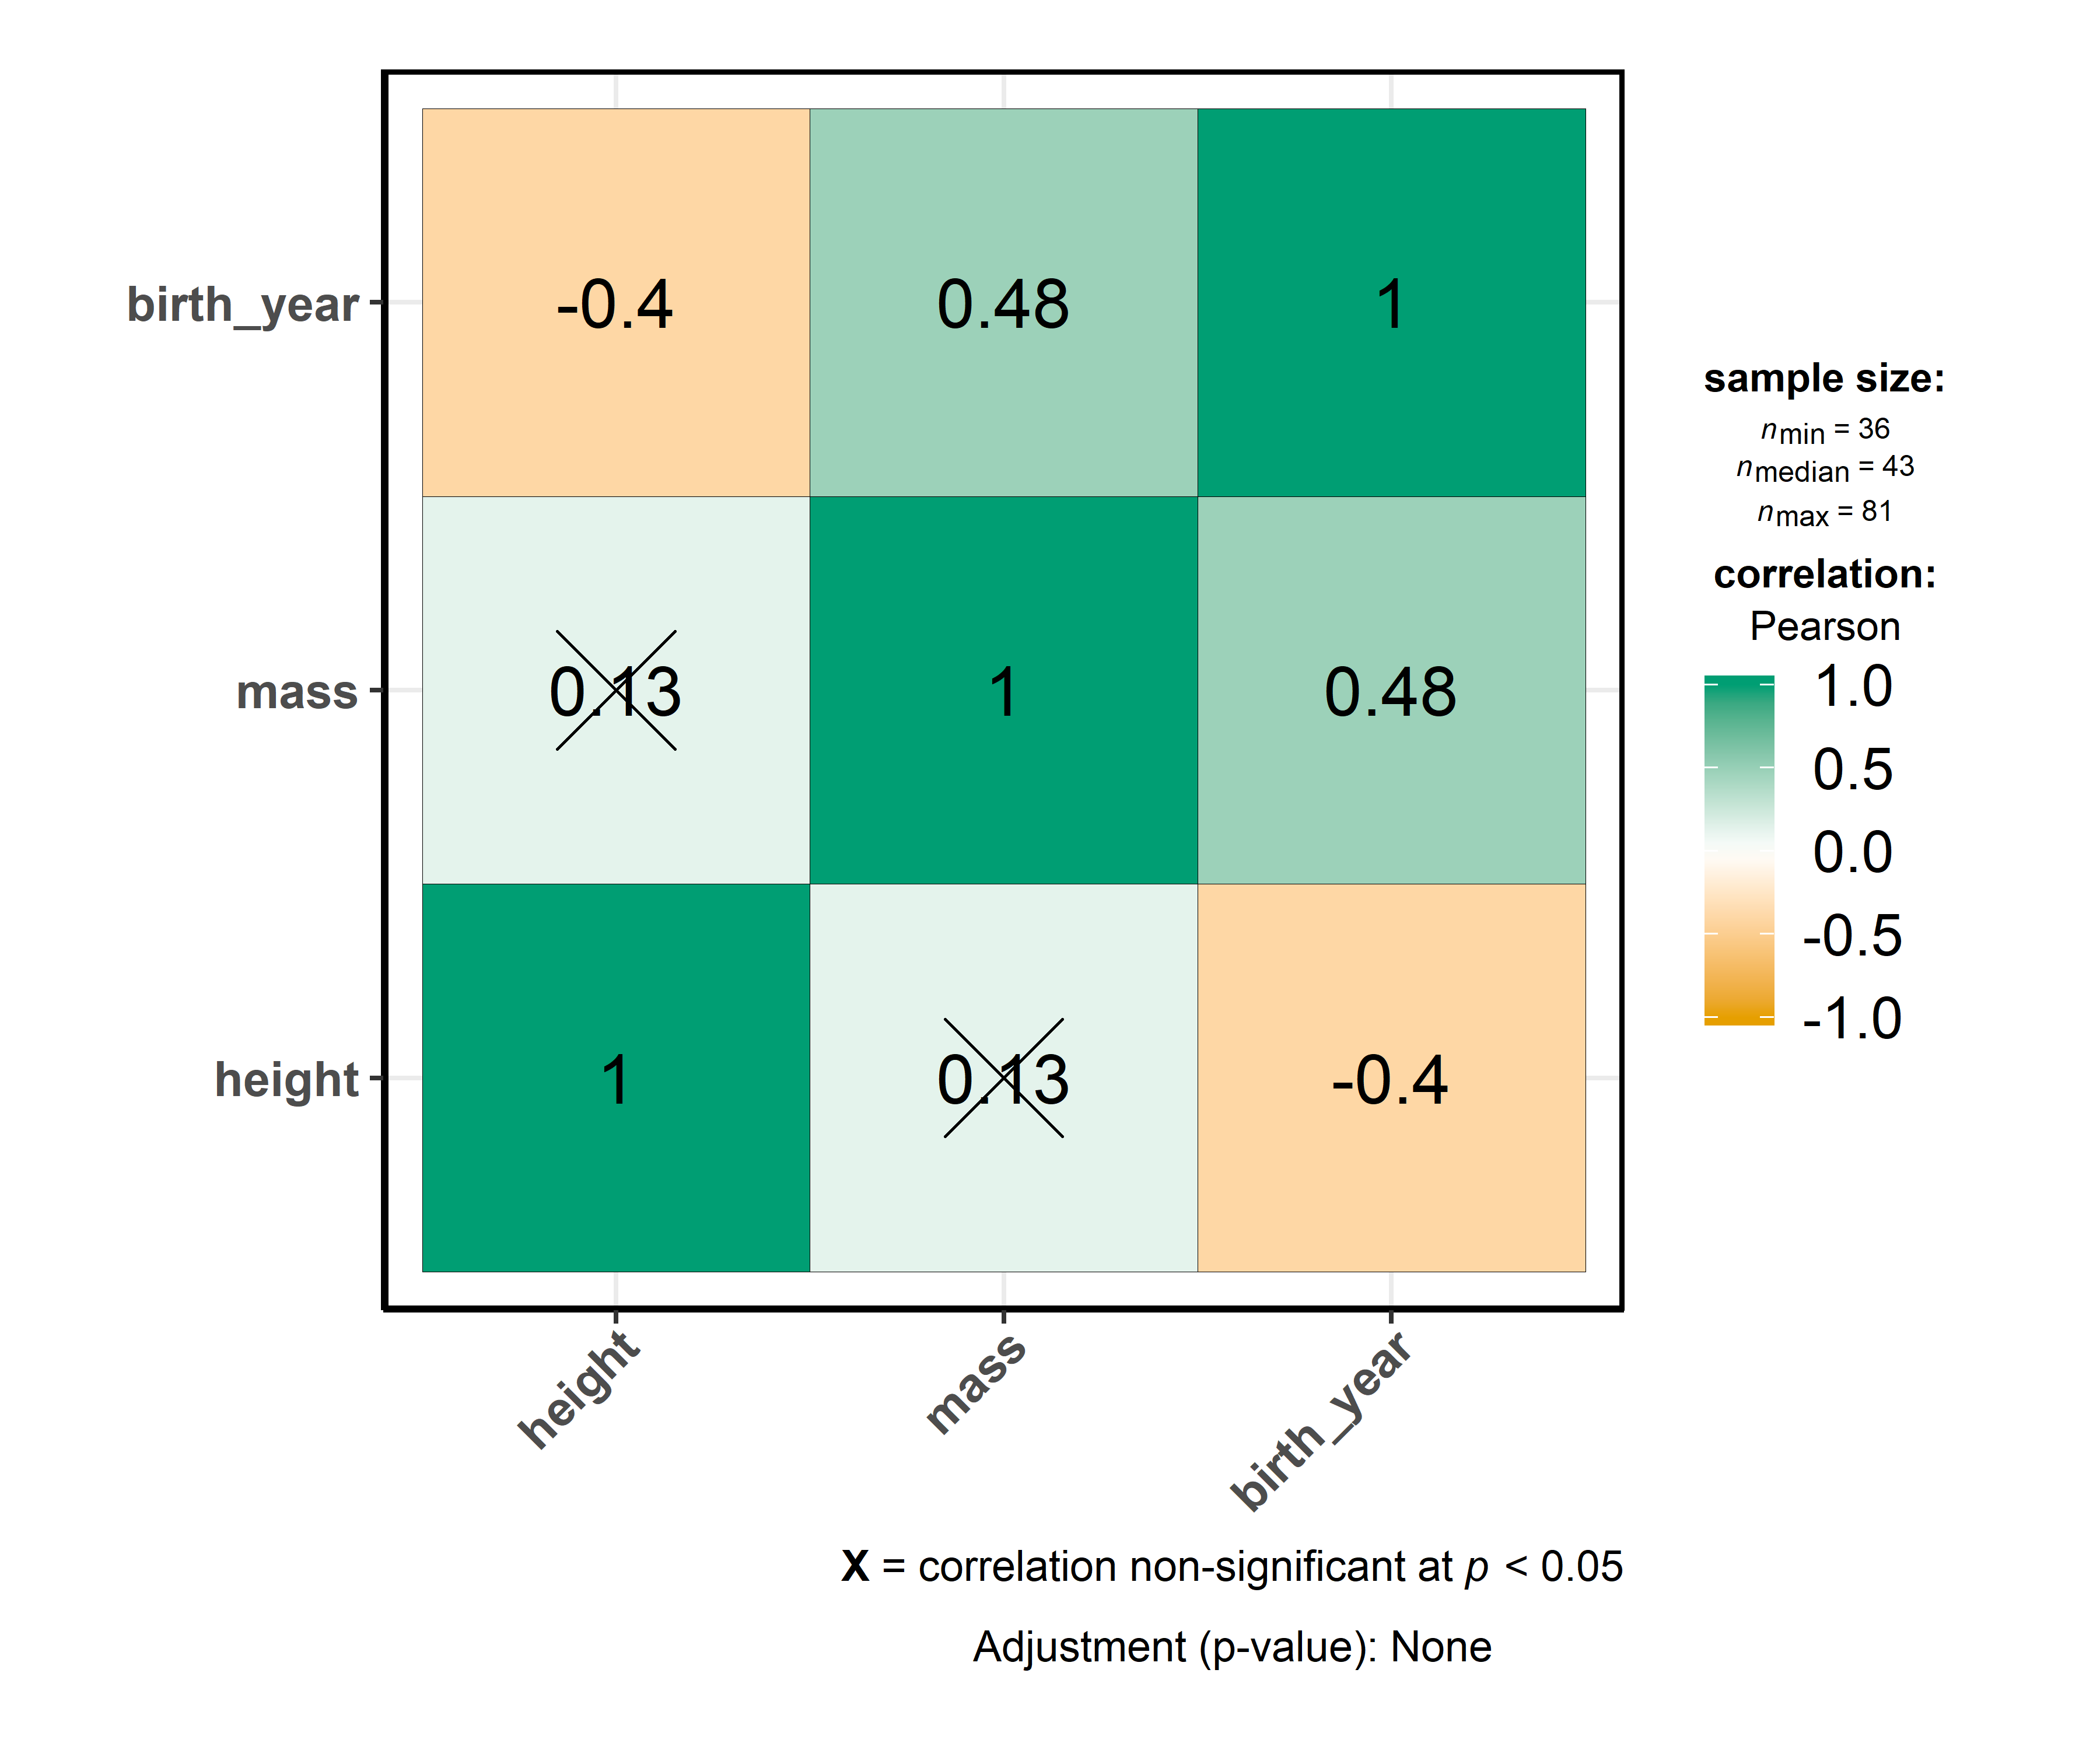 birth_year
-0.4
0.48
1
mass
0.13
1
0.48
height
1
0.13
-0.4
height
mass
birth_year
sample size:
nmin = 36
nmedian = 43
nmax = 81
correlation:
Pearson
1.0
0.5
0.0
-0.5
-1.0
X = correlation non-significant at p < 0.05
Adjustment (p-value): None